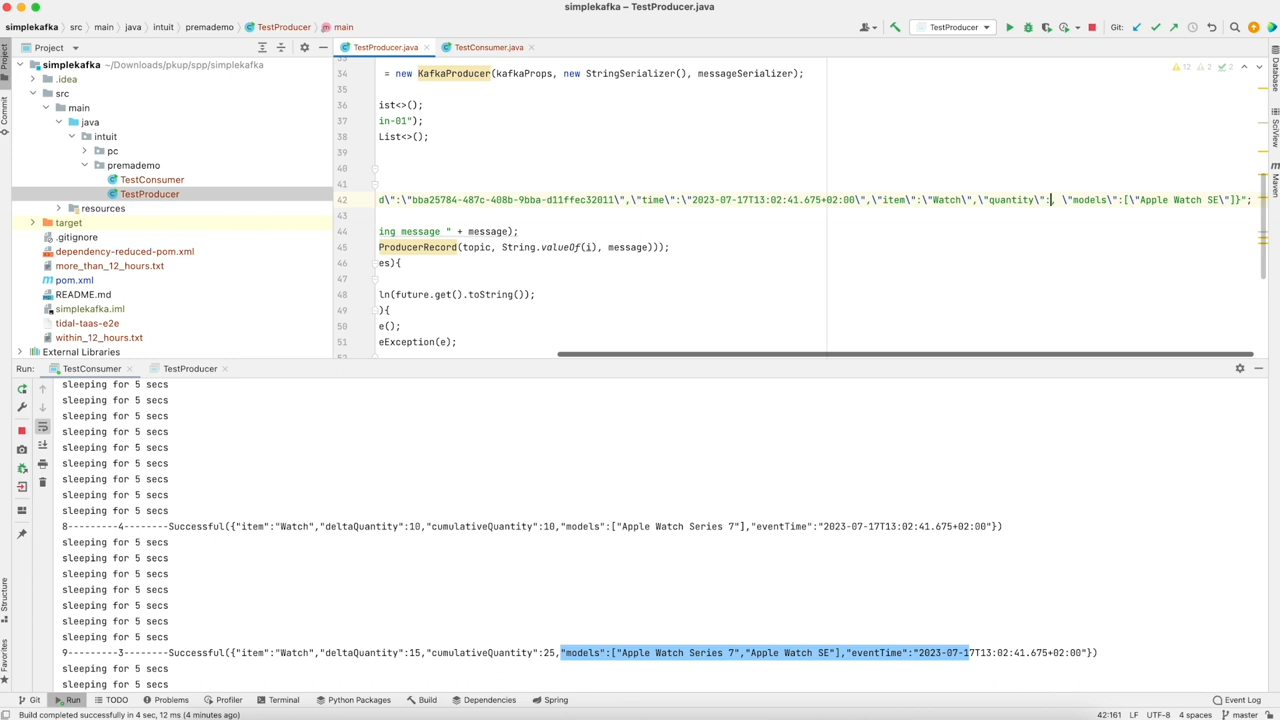 simplekafka – TestProducer.java
simplekafka > src > main > java > intuit > premademo > TestProducer > main
TestProducer
Git:
Project
TestProducer.java
TestConsumer.java
simplekafka ~/Downloads/pkup/spp/simplekafka
.idea
src
main
java
intuit
pc
premademo
TestConsumer
TestProducer
resources
target
.gitignore
dependency-reduced-pom.xml
more_than_12_hours.txt
pom.xml
README.md
simplekafka.iml
tidal-taas-e2e
within_12_hours.txt
External Libraries
12 2 2
33
34 = new KafkaProducer(kafkaProps, new StringSerializer(), messageSerializer);
35
36 ist<>();
37 in-01");
38 List<>();
39
40
41
42 d\":\"bba25784-487c-408b-9bba-d11ffec32011\",\"time\":\"2023-07-17T13:02:41.675+02:00\",\"item\":\"Watch\",\"quantity\":, \"models\":[\"Apple Watch SE\"]}";
43
44 ing message " + message);
45 ProducerRecord(topic, String.valueOf(i), message)));
46 es){
47
48 ln(future.get().toString());
49 ){
50 e();
51 eException(e);
52
Project
Commit
Structure
Favorites
Database
SciView
Maven
Run: TestConsumer TestProducer
sleeping for 5 secs
sleeping for 5 secs
sleeping for 5 secs
sleeping for 5 secs
sleeping for 5 secs
sleeping for 5 secs
sleeping for 5 secs
sleeping for 5 secs
sleeping for 5 secs
8--------4-------Successful({"item":"Watch","deltaQuantity":10,"cumulativeQuantity":10,"models":["Apple Watch Series 7"],"eventTime":"2023-07-17T13:02:41.675+02:00"})
sleeping for 5 secs
sleeping for 5 secs
sleeping for 5 secs
sleeping for 5 secs
sleeping for 5 secs
sleeping for 5 secs
sleeping for 5 secs
9--------3-------Successful({"item":"Watch","deltaQuantity":15,"cumulativeQuantity":25,"models":["Apple Watch Series 7","Apple Watch SE"],"eventTime":"2023-07-17T13:02:41.675+02:00"})
sleeping for 5 secs
sleeping for 5 secs
Git Run TODO Problems Profiler Terminal Python Packages Build Dependencies Spring Event Log
Build completed successfully in 4 sec, 12 ms (4 minutes ago) 42:161 LF UTF-8 4 spaces master